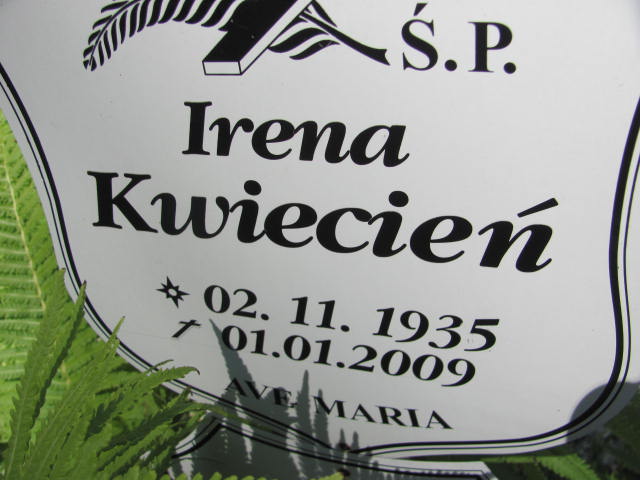 Ś.P.
Irena
Kwiecień
02. 11. 1935
01.01.2009
AVE MARIA